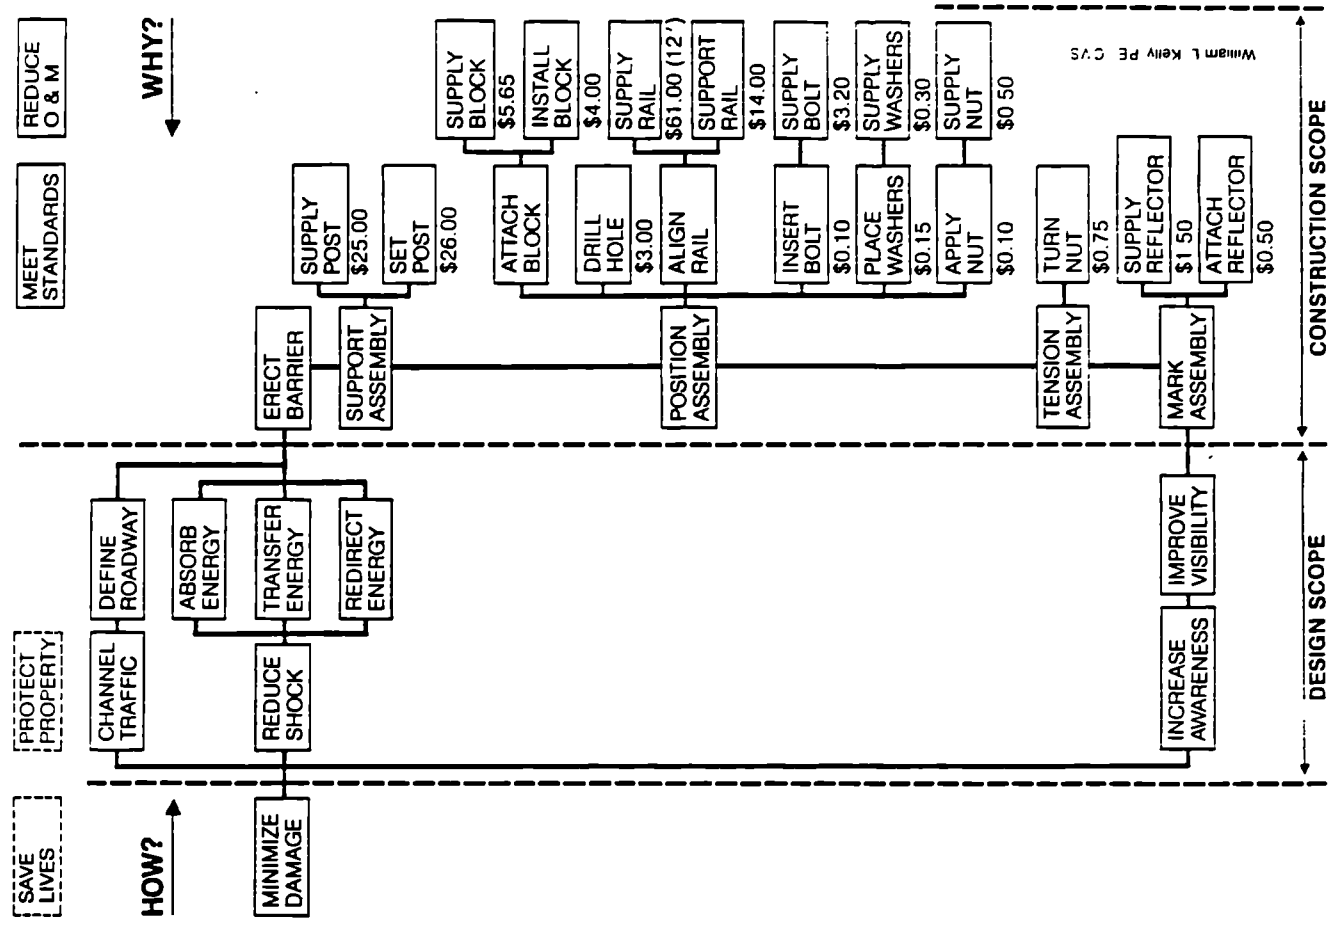 SAVE
LIVES
PROTECT
PROPERTY
MEET
STANDARDS
REDUCE
O & M
HOW?
WHY?
MINIMIZE
DAMAGE
CHANNEL
TRAFFIC
DEFINE
ROADWAY
REDUCE
SHOCK
ABSORB
ENERGY
TRANSFER
ENERGY
REDIRECT
ENERGY
INCREASE
AWARENESS
IMPROVE
VISIBILITY
ERECT
BARRIER
SUPPORT
ASSEMBLY
SUPPLY
POST
$25.00
SET
POST
$26.00
POSITION
ASSEMBLY
ATTACH
BLOCK
SUPPLY
BLOCK
$5.65
INSTALL
BLOCK
$4.00
DRILL
HOLE
$3.00
ALIGN
RAIL
SUPPLY
RAIL
$61.00 (12')
SUPPORT
RAIL
$14.00
INSERT
BOLT
$0.10
SUPPLY
BOLT
$3.20
PLACE
WASHERS
$0.15
SUPPLY
WASHERS
$0.30
APPLY
NUT
$0.10
SUPPLY
NUT
$0 50
TENSION
ASSEMBLY
TURN
NUT
$0.75
MARK
ASSEMBLY
SUPPLY
REFLECTOR
$1 50
ATTACH
REFLECTOR
$0.50
William L Kelly PE CVS
DESIGN SCOPE
CONSTRUCTION SCOPE